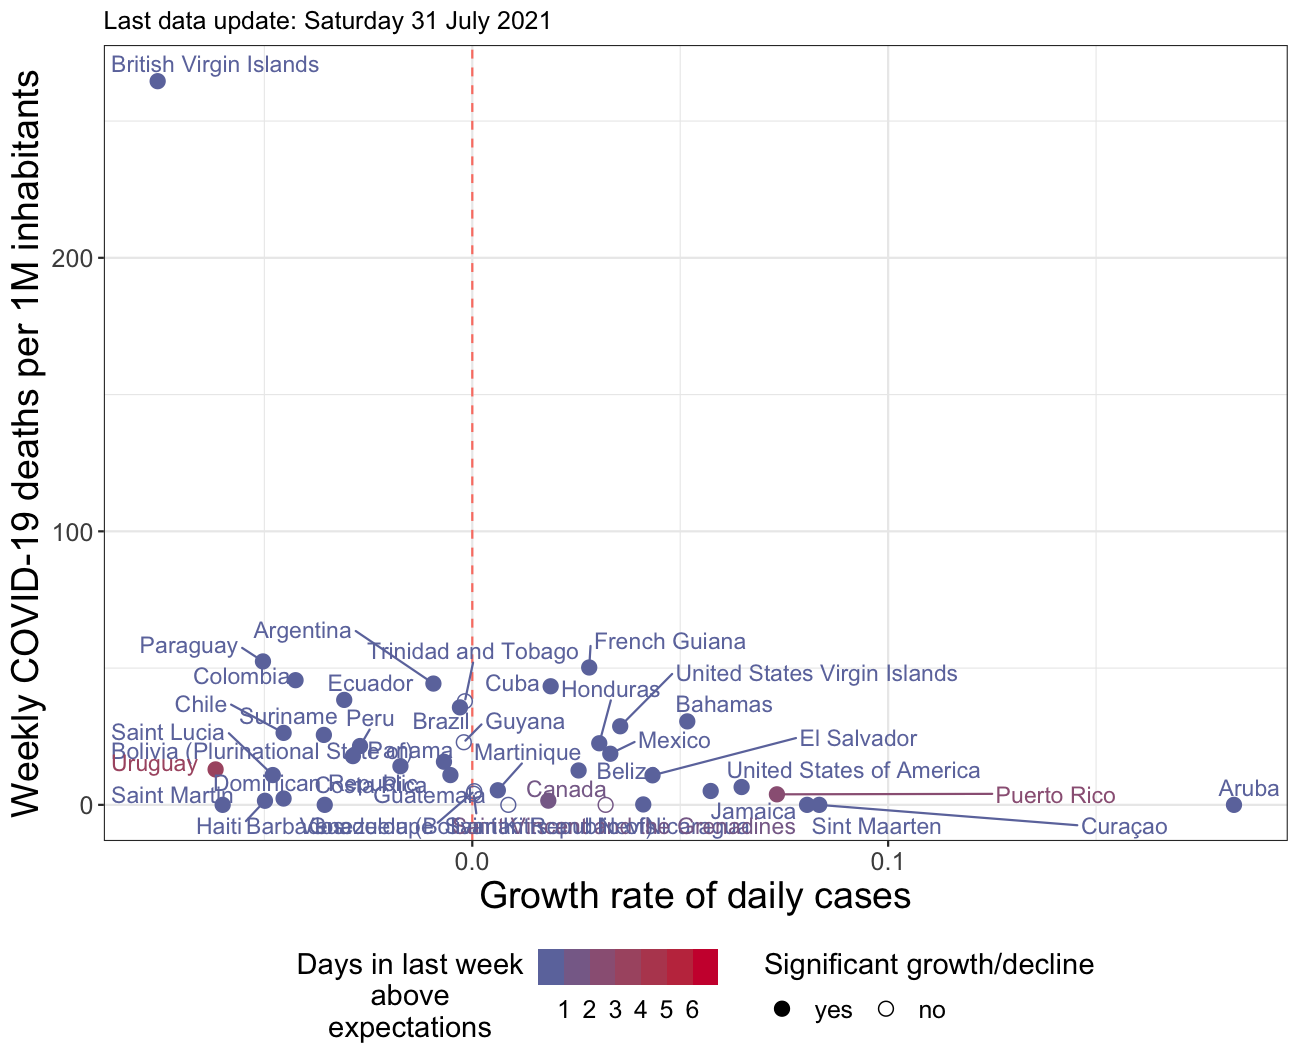 Last data update: Saturday 31 July 2021
Weekly COVID-19 deaths per 1M inhabitants
British Virgin Islands
200
100
0
Argentina
Paraguay
Trinidad and Tobago
French Guiana
Colombia
Ecuador
Cuba
Honduras
United States Virgin Islands
Chile
Suriname
Peru
Brazil
Guyana
Bahamas
Saint Lucia
Mexico
El Salvador
Bolivia (Plurinational State of)
Panama
Martinique
Uruguay
Beliz
United States of America
Dominican Republic
Costa Rica
Canada
Aruba
Saint Martin
Guatemala
Puerto Rico
Jamaica
Haiti
Barbados
Sint Maarten
Curaçao
0.0
0.1
Growth rate of daily cases
Days in last week
above
expectations
1 2 3 4 5 6
Significant growth/decline
yes
no